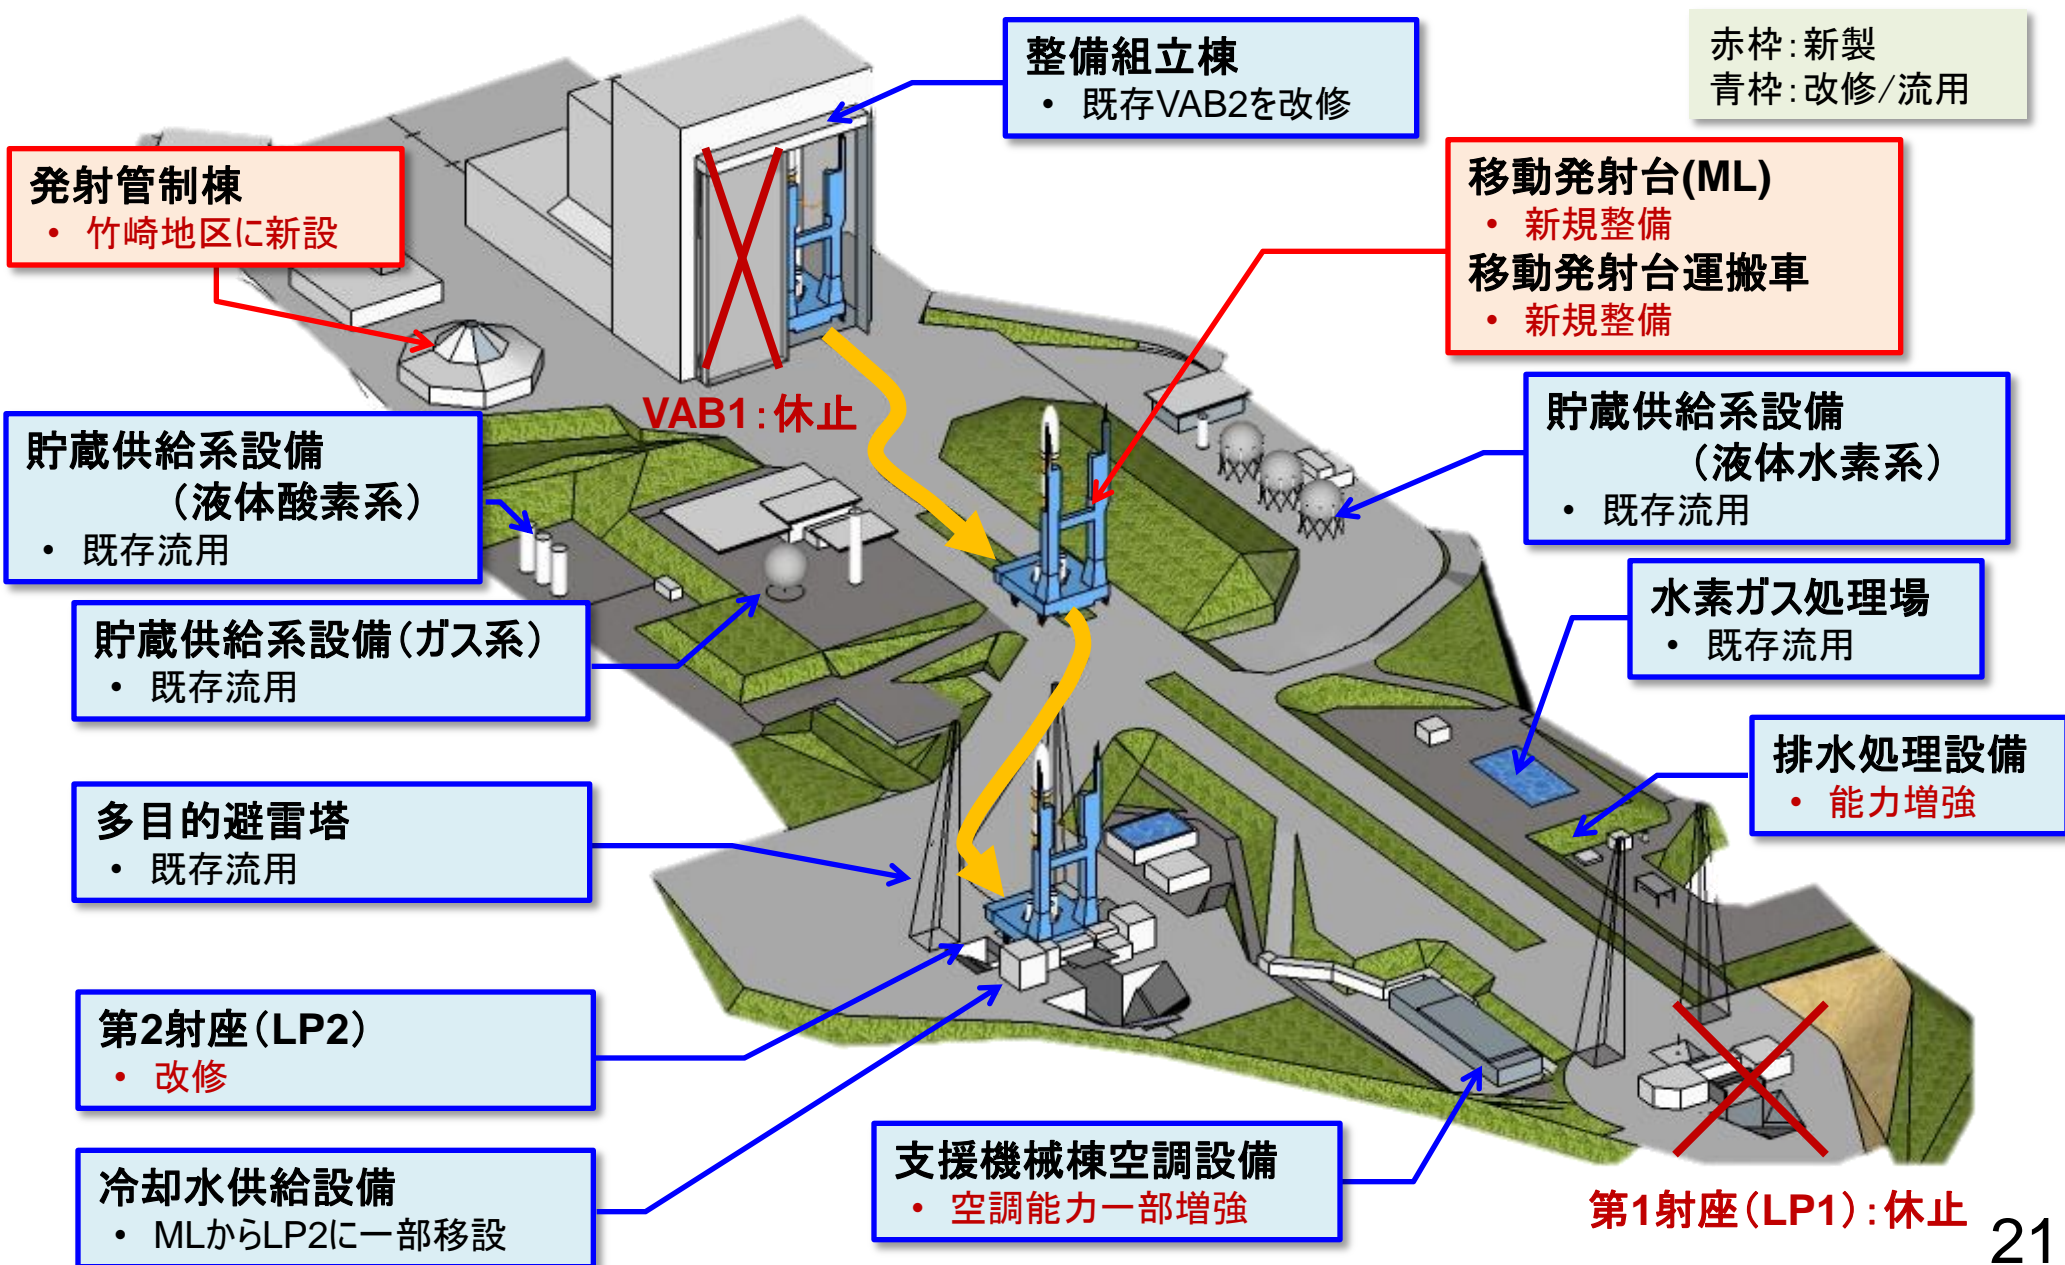 整備組立棟
• 既存VAB2を改修
赤枠：新製
青枠：改修/流用
発射管制棟
• 竹崎地区に新設
移動発射台(ML)
• 新規整備
移動発射台運搬車
• 新規整備
VAB1：休止
貯蔵供給系設備
（液体酸素系）
• 既存流用
貯蔵供給系設備
（液体水素系）
• 既存流用
貯蔵供給系設備（ガス系）
• 既存流用
水素ガス処理場
• 既存流用
排水処理設備
• 能力増強
多目的避雷塔
• 既存流用
第2射座（LP2）
• 改修
冷却水供給設備
• MLからLP2に一部移設
支援機械棟空調設備
• 空調能力一部増強
第1射座（LP1）：休止
21